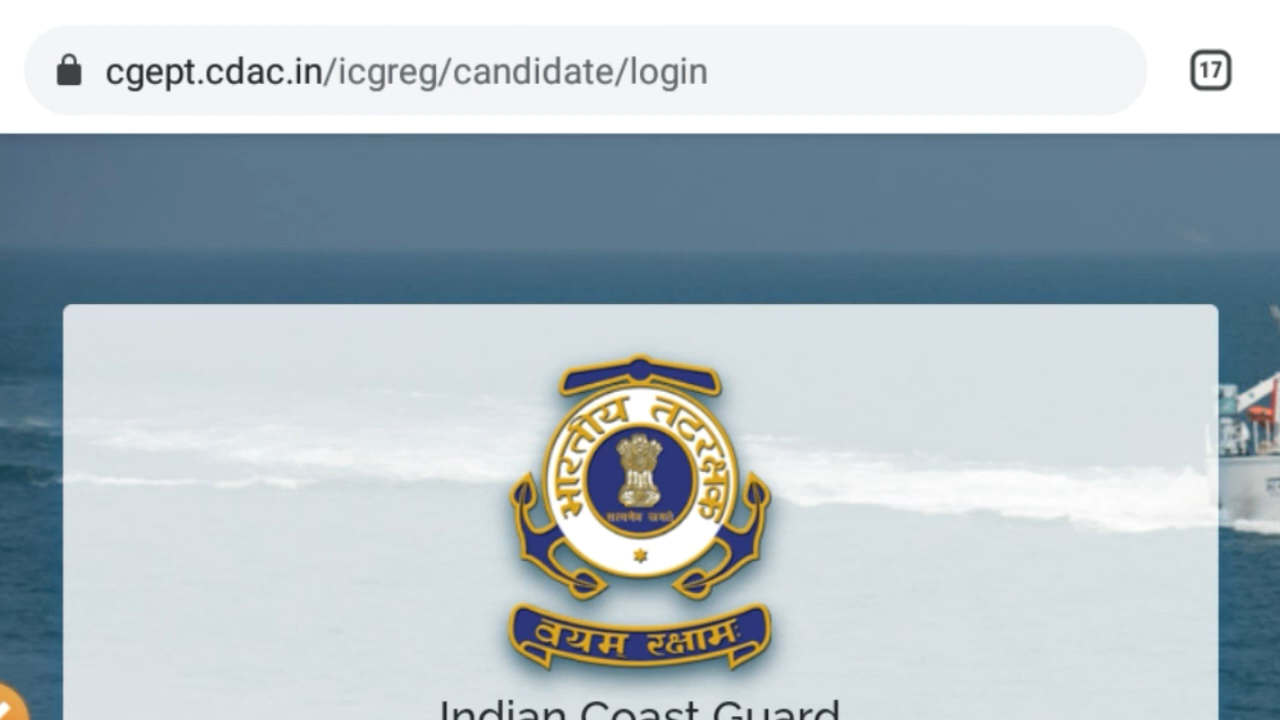 cgept.cdac.in/icgreg/candidate/login
17
भारतीय तटरक्षक
सत्यमेव जयते
वयम् रक्षामः
Indian Coast Guard